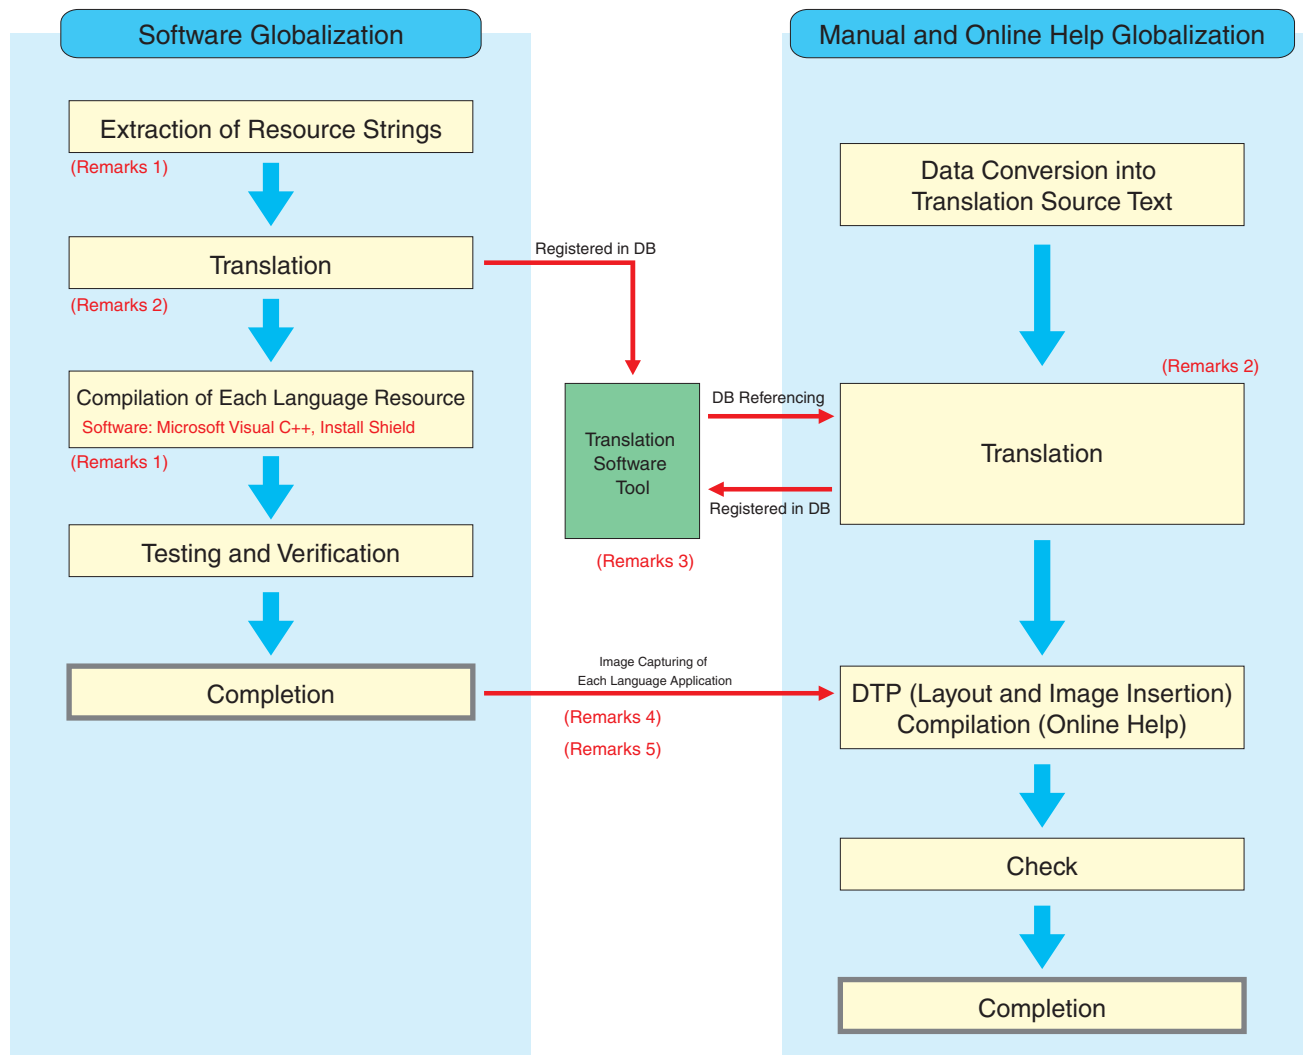 Software Globalization
Extraction of Resource Strings
(Remarks 1)
Translation
(Remarks 2)
Compilation of Each Language Resource
Software: Microsoft Visual C++, Install Shield
(Remarks 1)
Testing and Verification
Completion
Registered in DB
Translation
Software
Tool
(Remarks 3)
DB Referencing
Registered in DB
Image Capturing of
Each Language Application
(Remarks 4)
(Remarks 5)
Manual and Online Help Globalization
Data Conversion into
Translation Source Text
(Remarks 2)
Translation
DTP (Layout and Image Insertion)
Compilation (Online Help)
Check
Completion